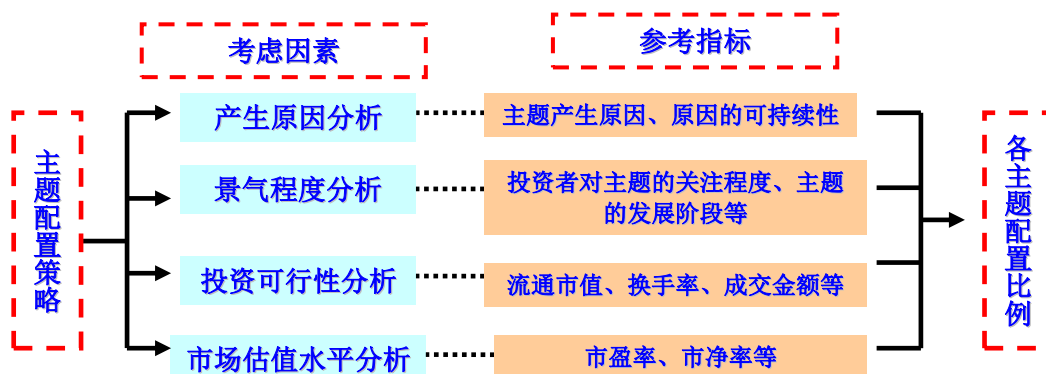 考虑因素
参考指标
主题配置策略
产生原因分析
主题产生原因、原因的可持续性
景气程度分析
投资者对主题的关注程度、主题
的发展阶段等
投资可行性分析
流通市值、换手率、成交金额等
市场估值水平分析
市盈率、市净率等
各主题配置比例